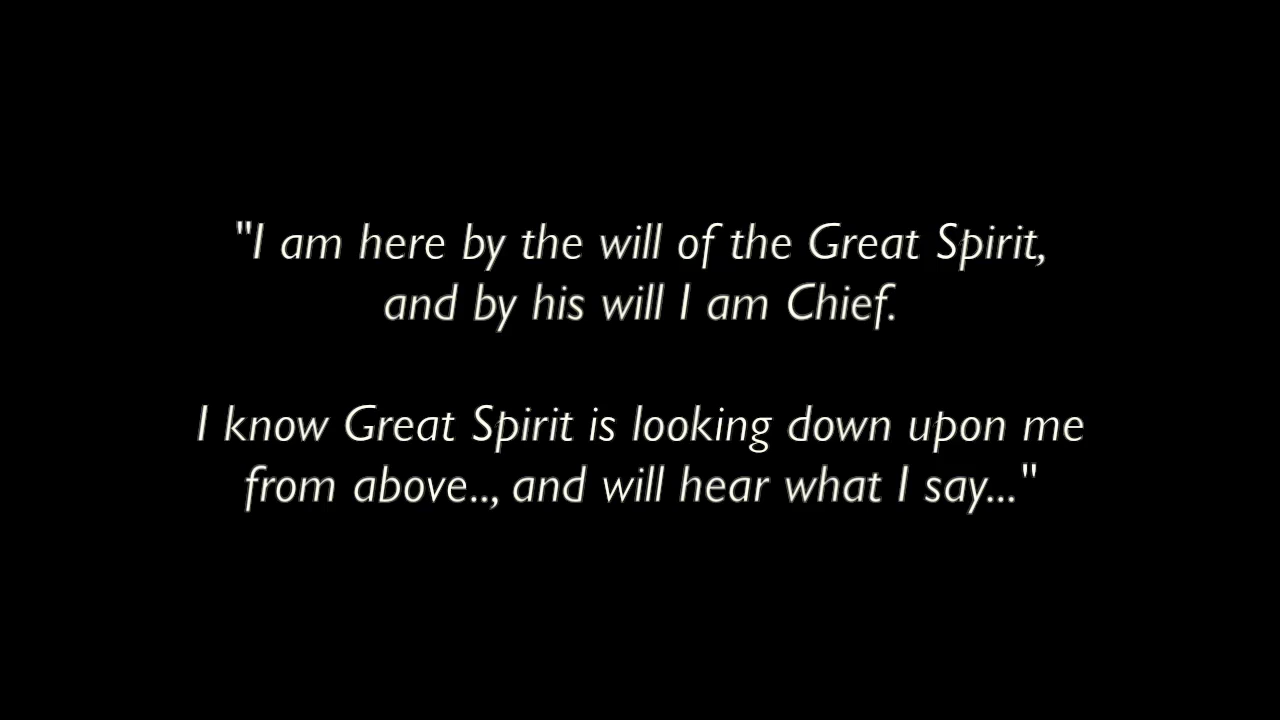 "I am here by the will of the Great Spirit,
and by his will I am Chief.
I know Great Spirit is looking down upon me
from above.., and will hear what I say..."